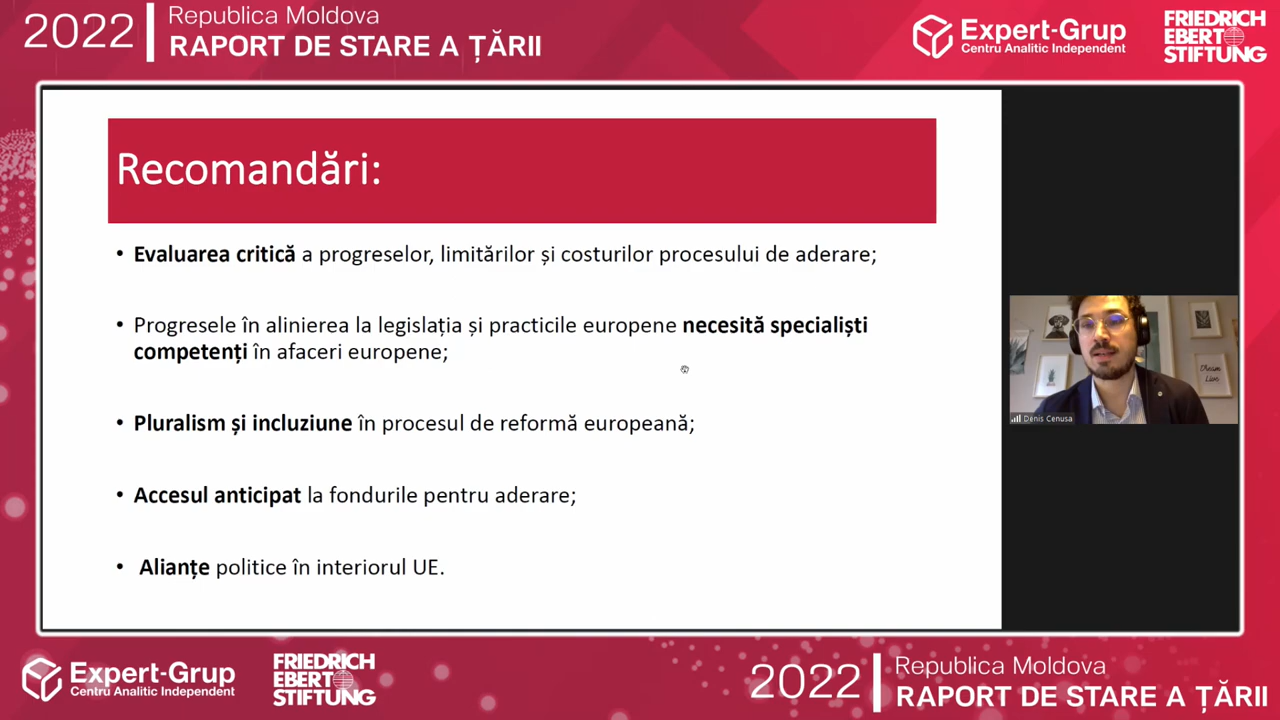 2022
Republica Moldova
RAPORT DE STARE A ȚĂRII
Expert-Grup
Centru Analitic Independent
FRIEDRICH
EBERT
STIFTUNG
Recomandări:
• Evaluarea critică a progreselor, limitărilor și costurilor procesului de aderare;
• Progresele în alinierea la legislația și practicile europene necesită specialiști
competenți în afaceri europene;
• Pluralism și incluziune în procesul de reformă europeană;
• Accesul anticipat la fondurile pentru aderare;
• Alianțe politice în interiorul UE.
Dream
Live
Denis Cenusa
Expert-Grup
Centru Analitic Independent
FRIEDRICH
EBERT
STIFTUNG
2022
Republica Moldova
RAPORT DE STARE A ȚĂRII